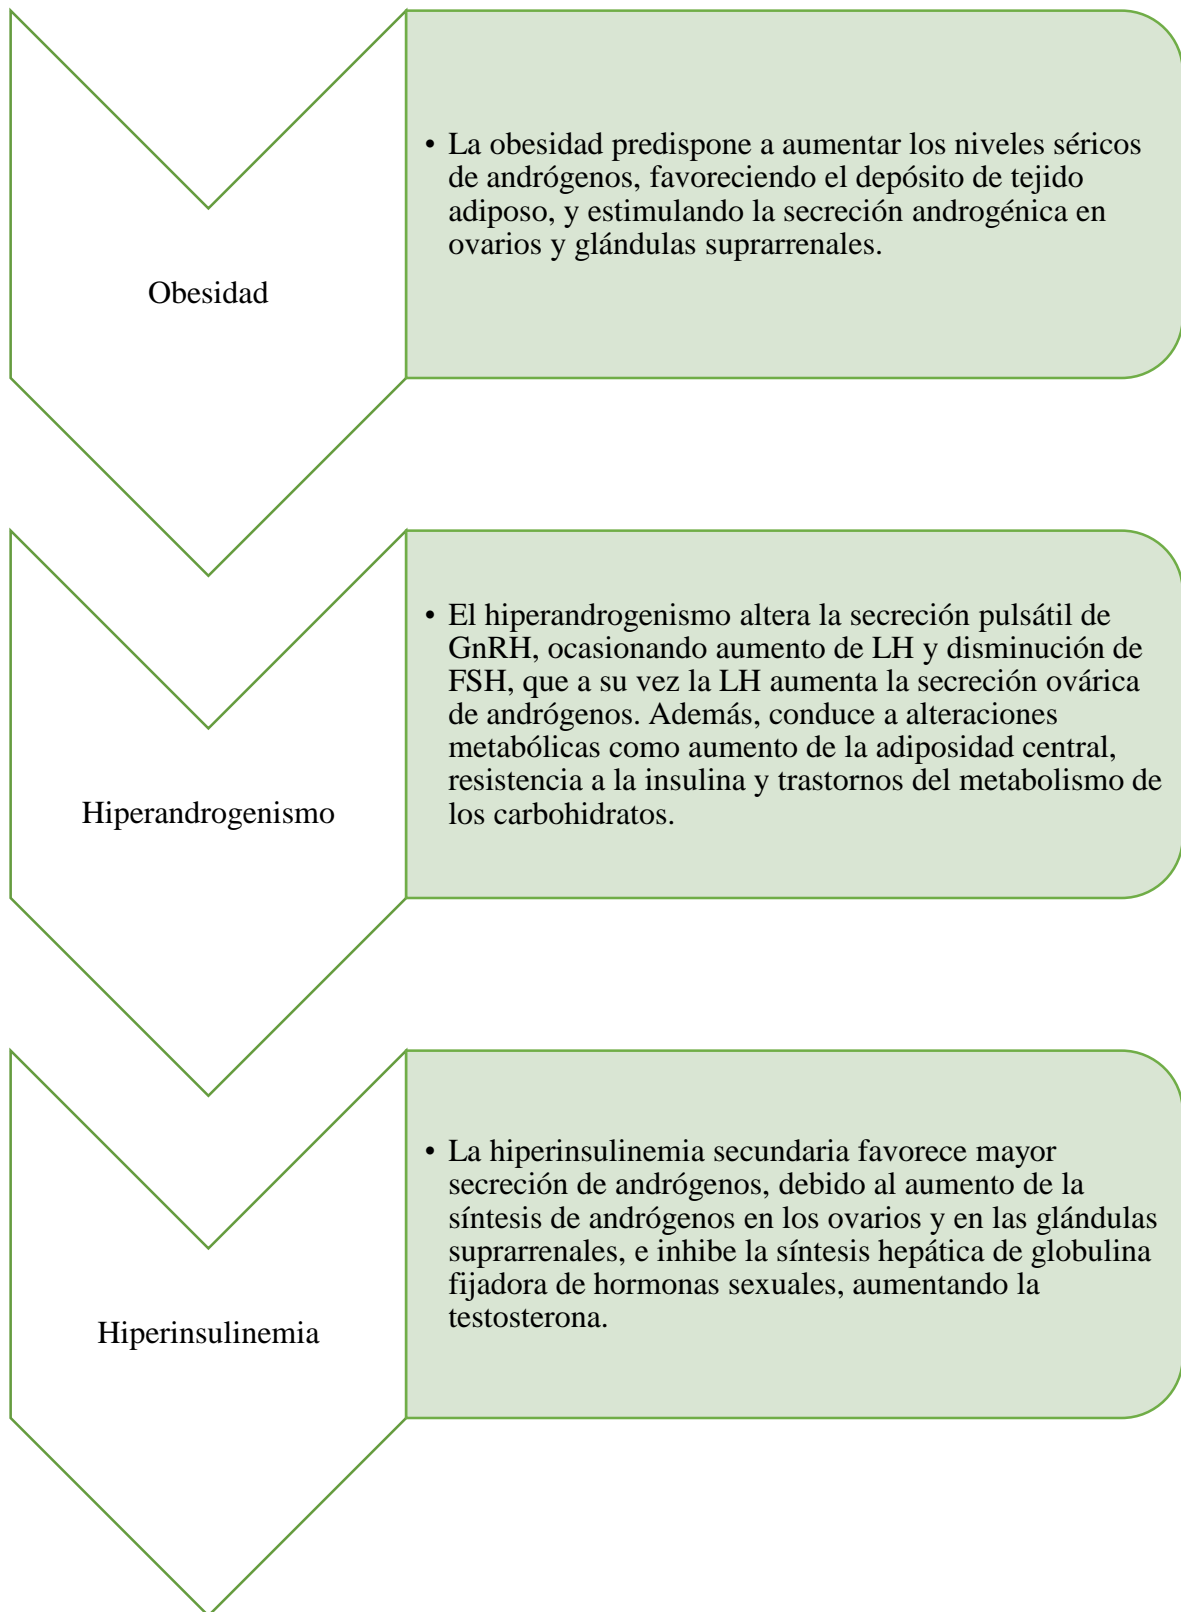 Obesidad
• La obesidad predispone a aumentar los niveles séricos
de andrógenos, favoreciendo el depósito de tejido
adiposo, y estimulando la secreción androgénica en
ovarios y glándulas suprarrenales.
Hiperandrogenismo
• El hiperandrogenismo altera la secreción pulsátil de
GnRH, ocasionando aumento de LH y disminución de
FSH, que a su vez la LH aumenta la secreción ovárica
de andrógenos. Además, conduce a alteraciones
metabólicas como aumento de la adiposidad central,
resistencia a la insulina y trastornos del metabolismo de
los carbohidratos.
Hiperinsulinemia
• La hiperinsulinemia secundaria favorece mayor
secreción de andrógenos, debido al aumento de la
síntesis de andrógenos en los ovarios y en las glándulas
suprarrenales, e inhibe la síntesis hepática de globulina
fijadora de hormonas sexuales, aumentando la
testosterona.